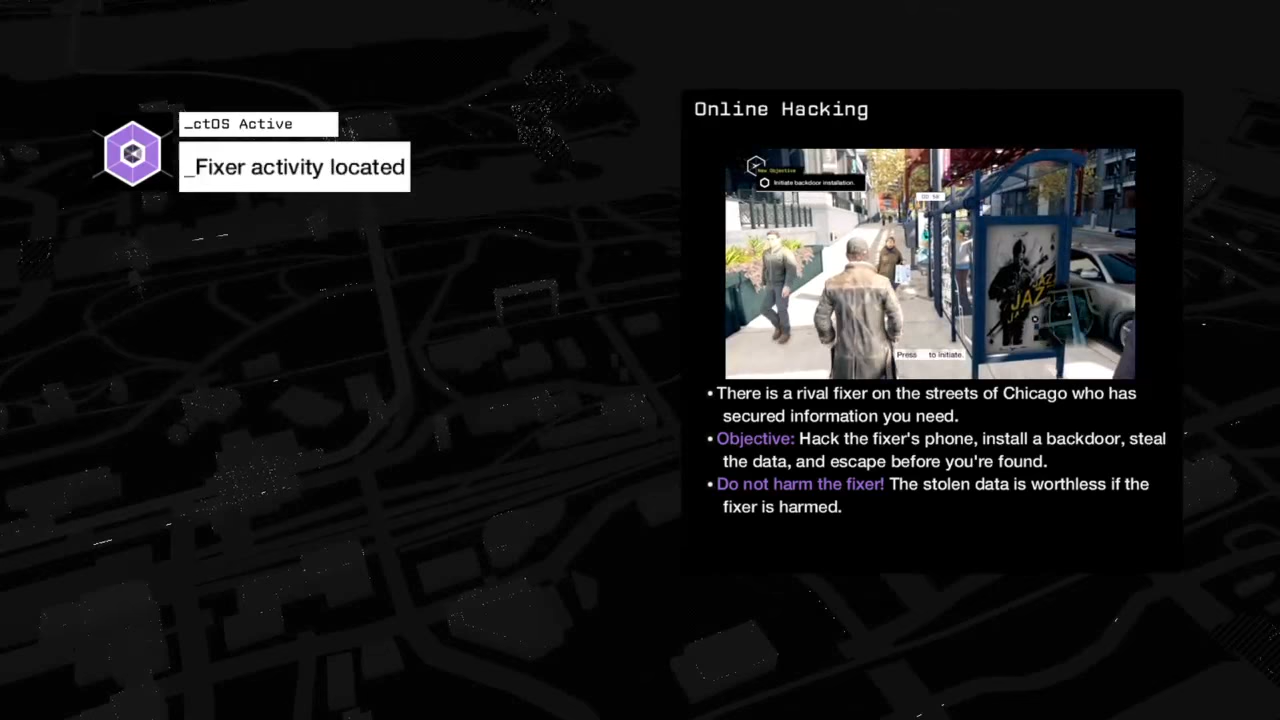 _ctOS Active
_Fixer activity located
Online Hacking
New Objective
Initiate backdoor installation.
JAZZ
Press to Initiate.
• There is a rival fixer on the streets of Chicago who has
secured information you need.
• Objective: Hack the fixer's phone, install a backdoor, steal
the data, and escape before you're found.
• Do not harm the fixer! The stolen data is worthless if the
fixer is harmed.